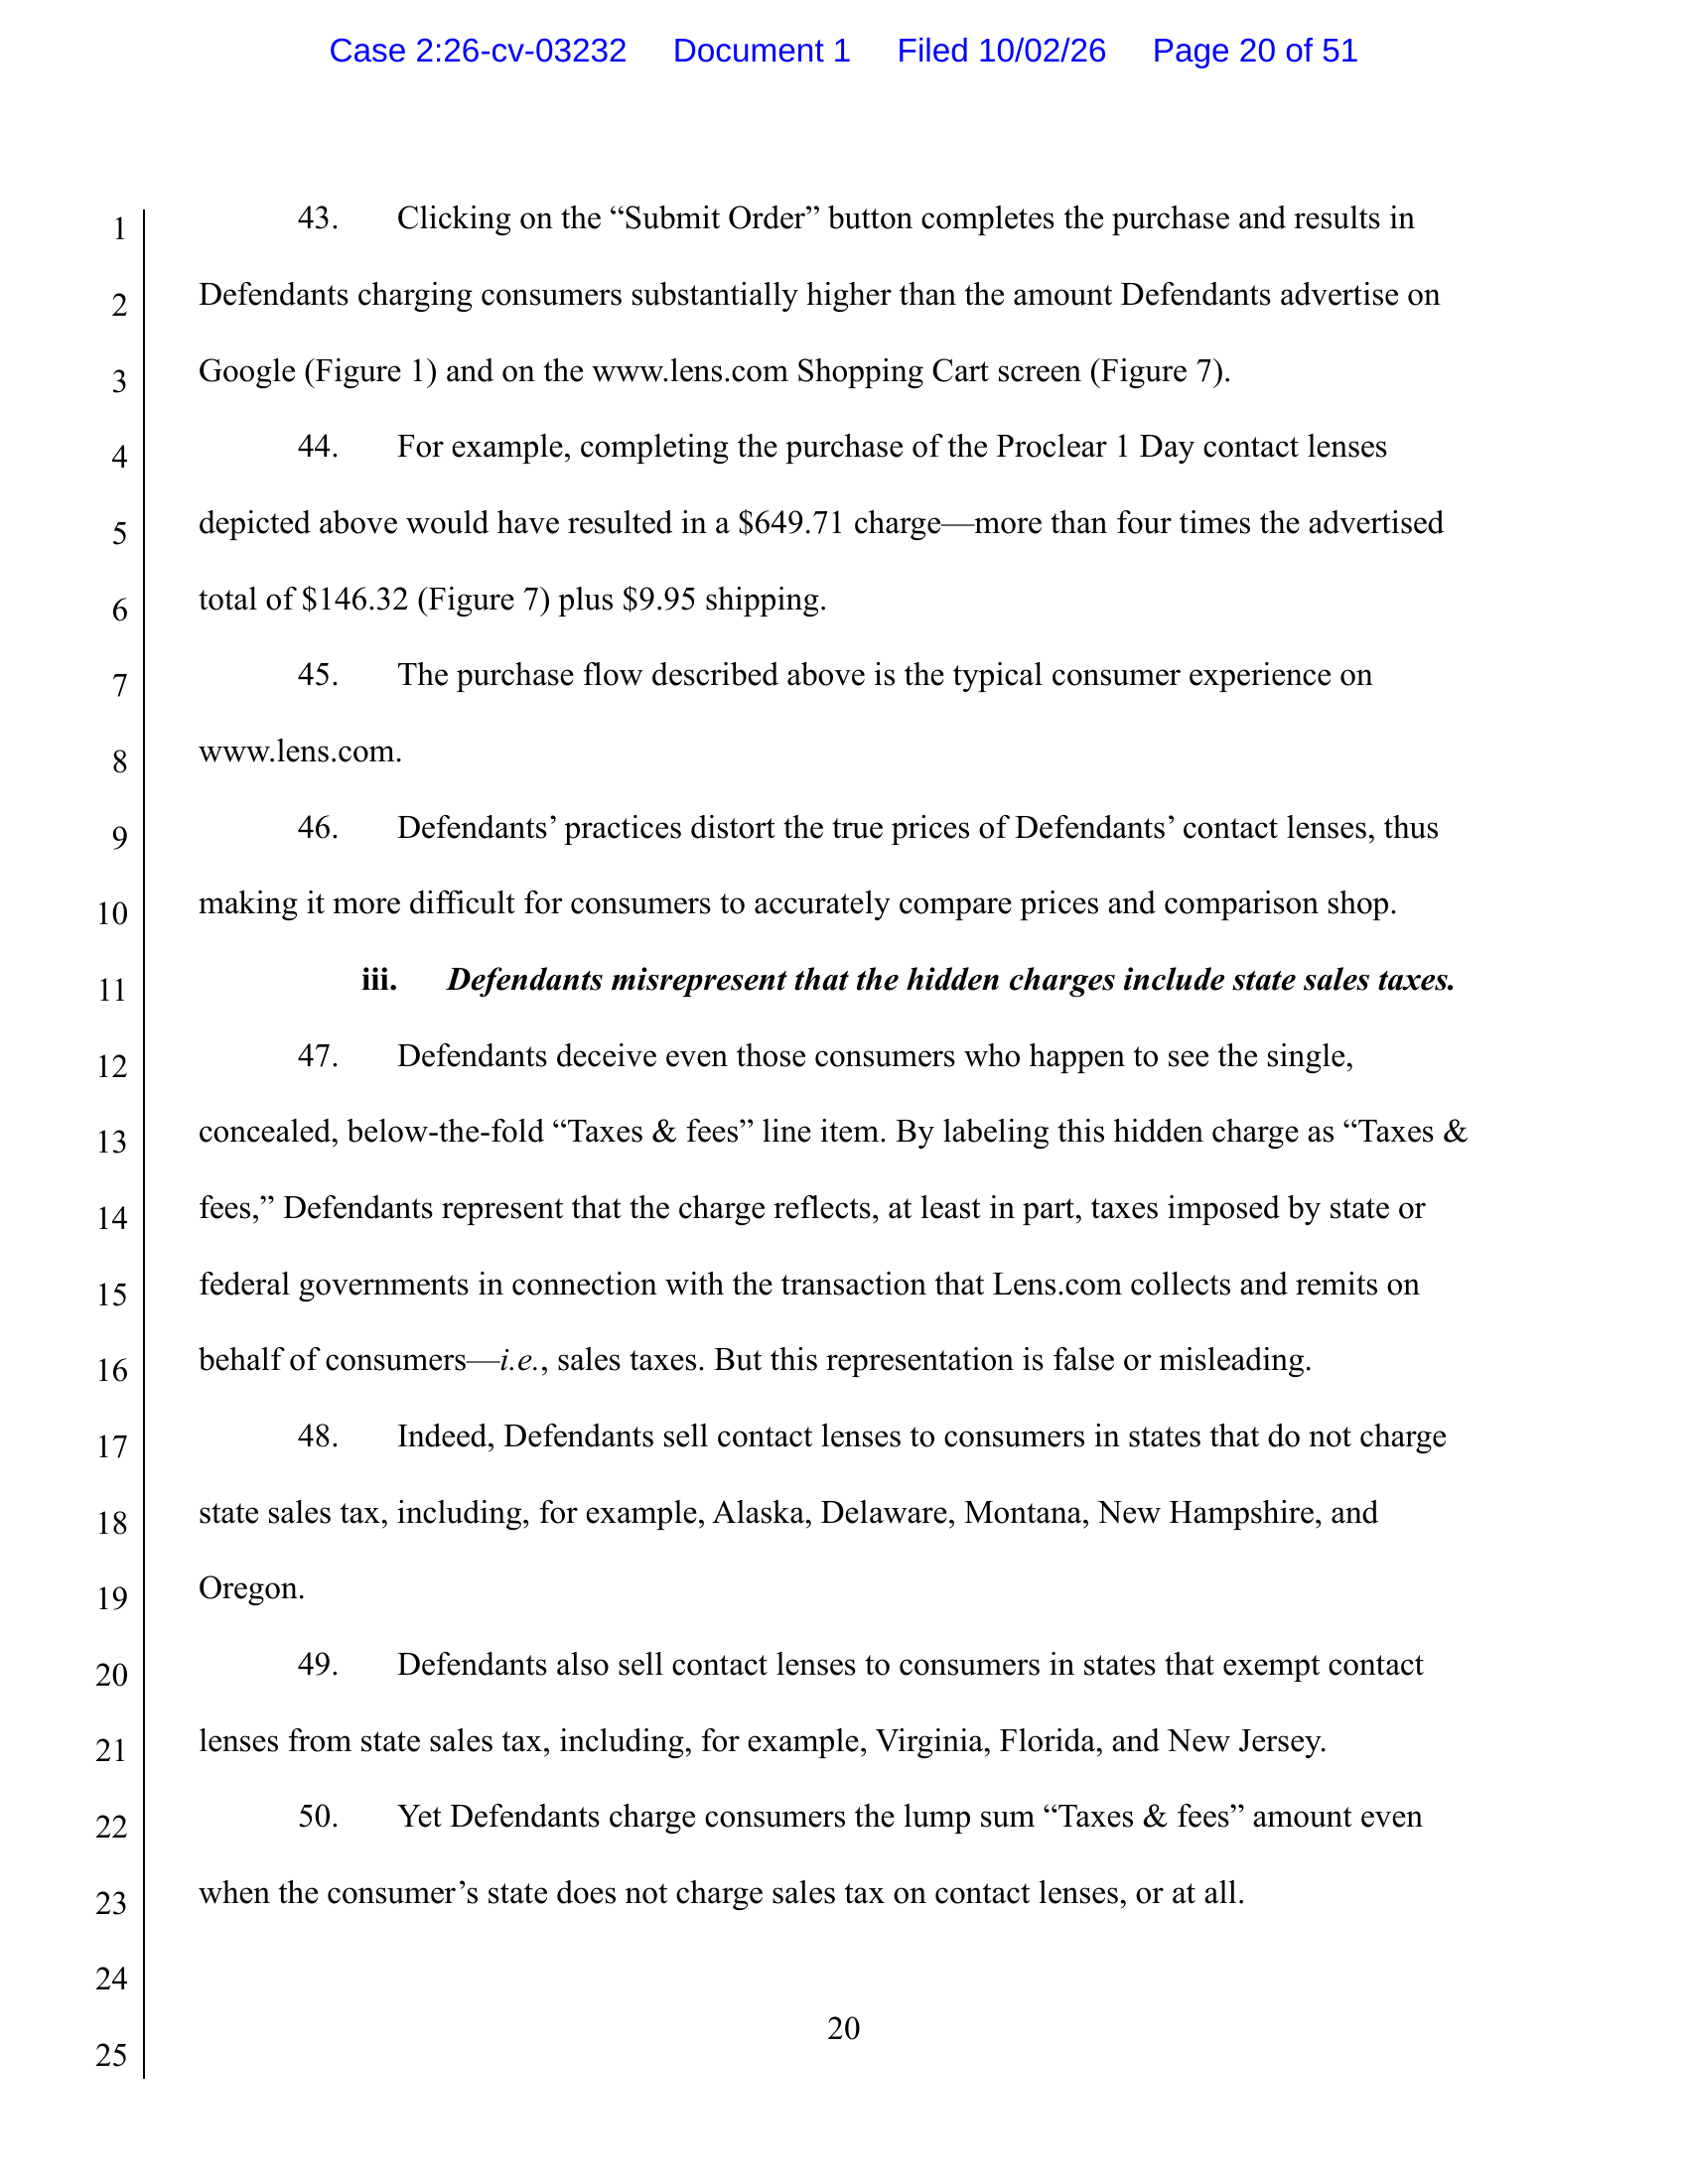 Case 2:26-cv-03232 Document 1 Filed 10/02/26 Page 20 of 51
1 43. Clicking on the “Submit Order” button completes the purchase and results in
2 Defendants charging consumers substantially higher than the amount Defendants advertise on
3 Google (Figure 1) and on the www.lens.com Shopping Cart screen (Figure 7).
4 44. For example, completing the purchase of the Proclear 1 Day contact lenses
5 depicted above would have resulted in a $649.71 charge—more than four times the advertised
6 total of $146.32 (Figure 7) plus $9.95 shipping.
7 45. The purchase flow described above is the typical consumer experience on
8 www.lens.com.
9 46. Defendants’ practices distort the true prices of Defendants’ contact lenses, thus
10 making it more difficult for consumers to accurately compare prices and comparison shop.
11 iii. Defendants misrepresent that the hidden charges include state sales taxes.
12 47. Defendants deceive even those consumers who happen to see the single,
13 concealed, below-the-fold “Taxes & fees” line item. By labeling this hidden charge as “Taxes &
14 fees,” Defendants represent that the charge reflects, at least in part, taxes imposed by state or
15 federal governments in connection with the transaction that Lens.com collects and remits on
16 behalf of consumers—i.e., sales taxes. But this representation is false or misleading.
17 48. Indeed, Defendants sell contact lenses to consumers in states that do not charge
18 state sales tax, including, for example, Alaska, Delaware, Montana, New Hampshire, and
19 Oregon.
20 49. Defendants also sell contact lenses to consumers in states that exempt contact
21 lenses from state sales tax, including, for example, Virginia, Florida, and New Jersey.
22 50. Yet Defendants charge consumers the lump sum “Taxes & fees” amount even
23 when the consumer’s state does not charge sales tax on contact lenses, or at all.
24
20
25